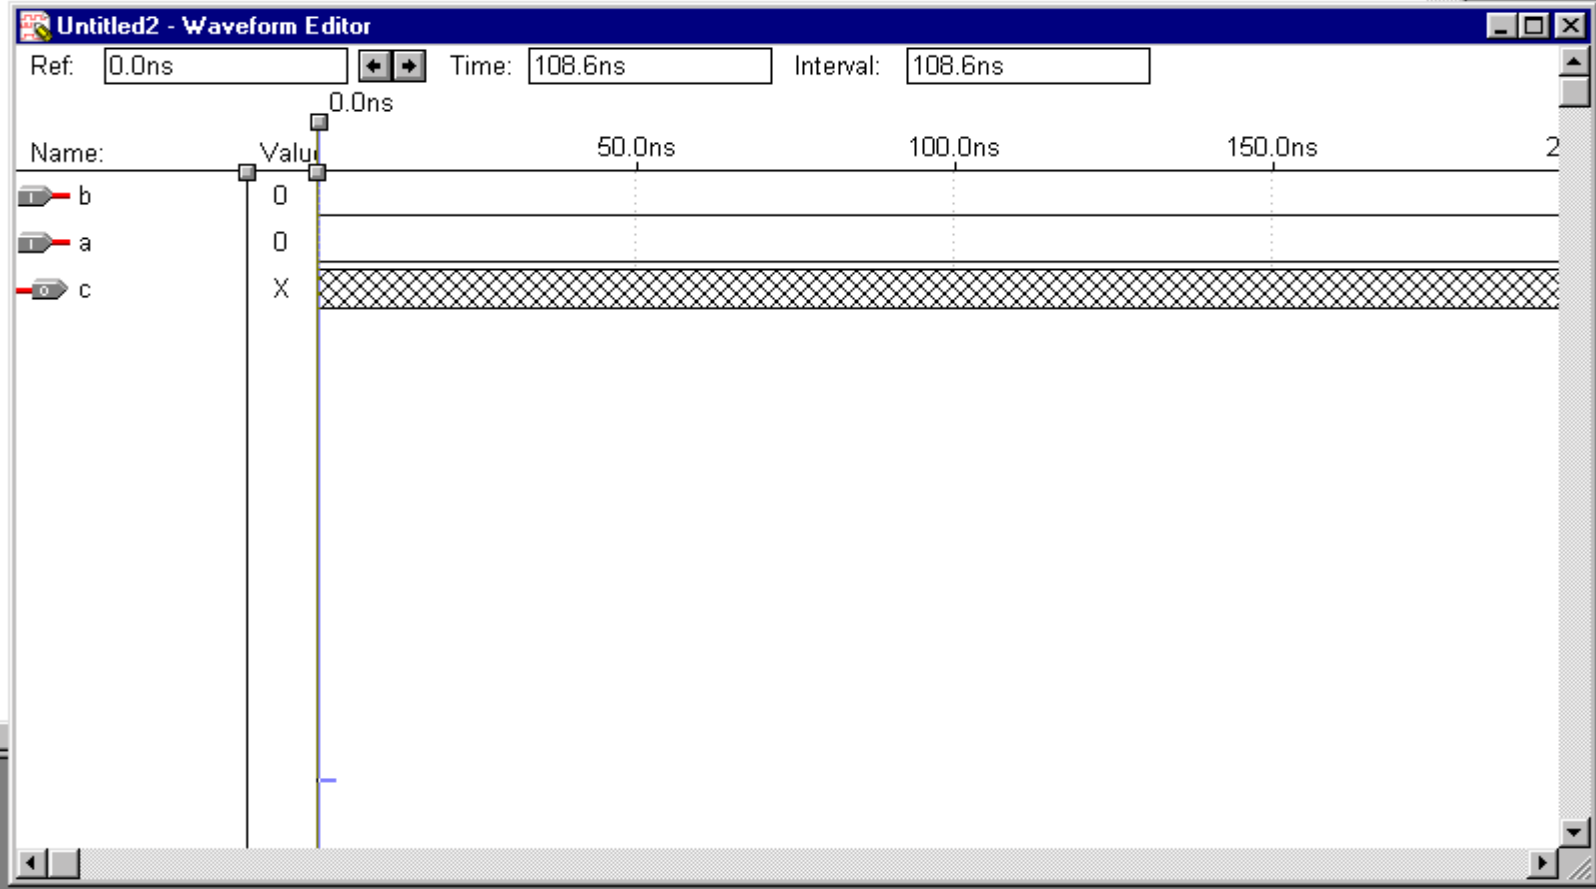 Untitled2 - Waveform Editor
Ref: 0.0ns Time: 108.6ns Interval: 108.6ns
0.0ns
Name: Valu 50.0ns 100.0ns 150.0ns 2
I b 0
I a 0
O c X